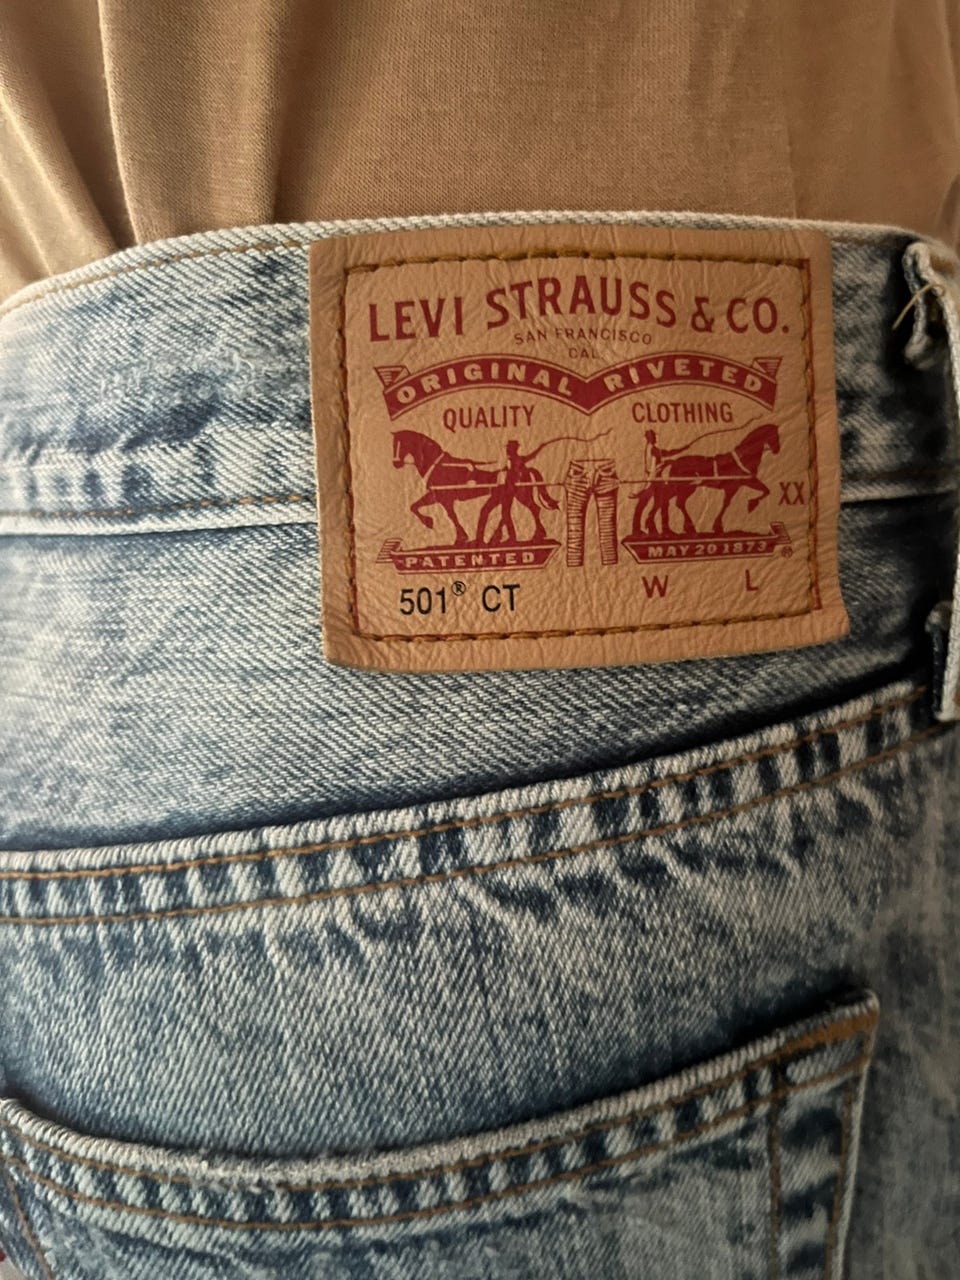 LEVI STRAUSS & CO.
SAN FRANCISCO
CAL.
ORIGINAL RIVETED
QUALITY CLOTHING
XX
PATENTED MAY 20 1873 ®
501® CT W L